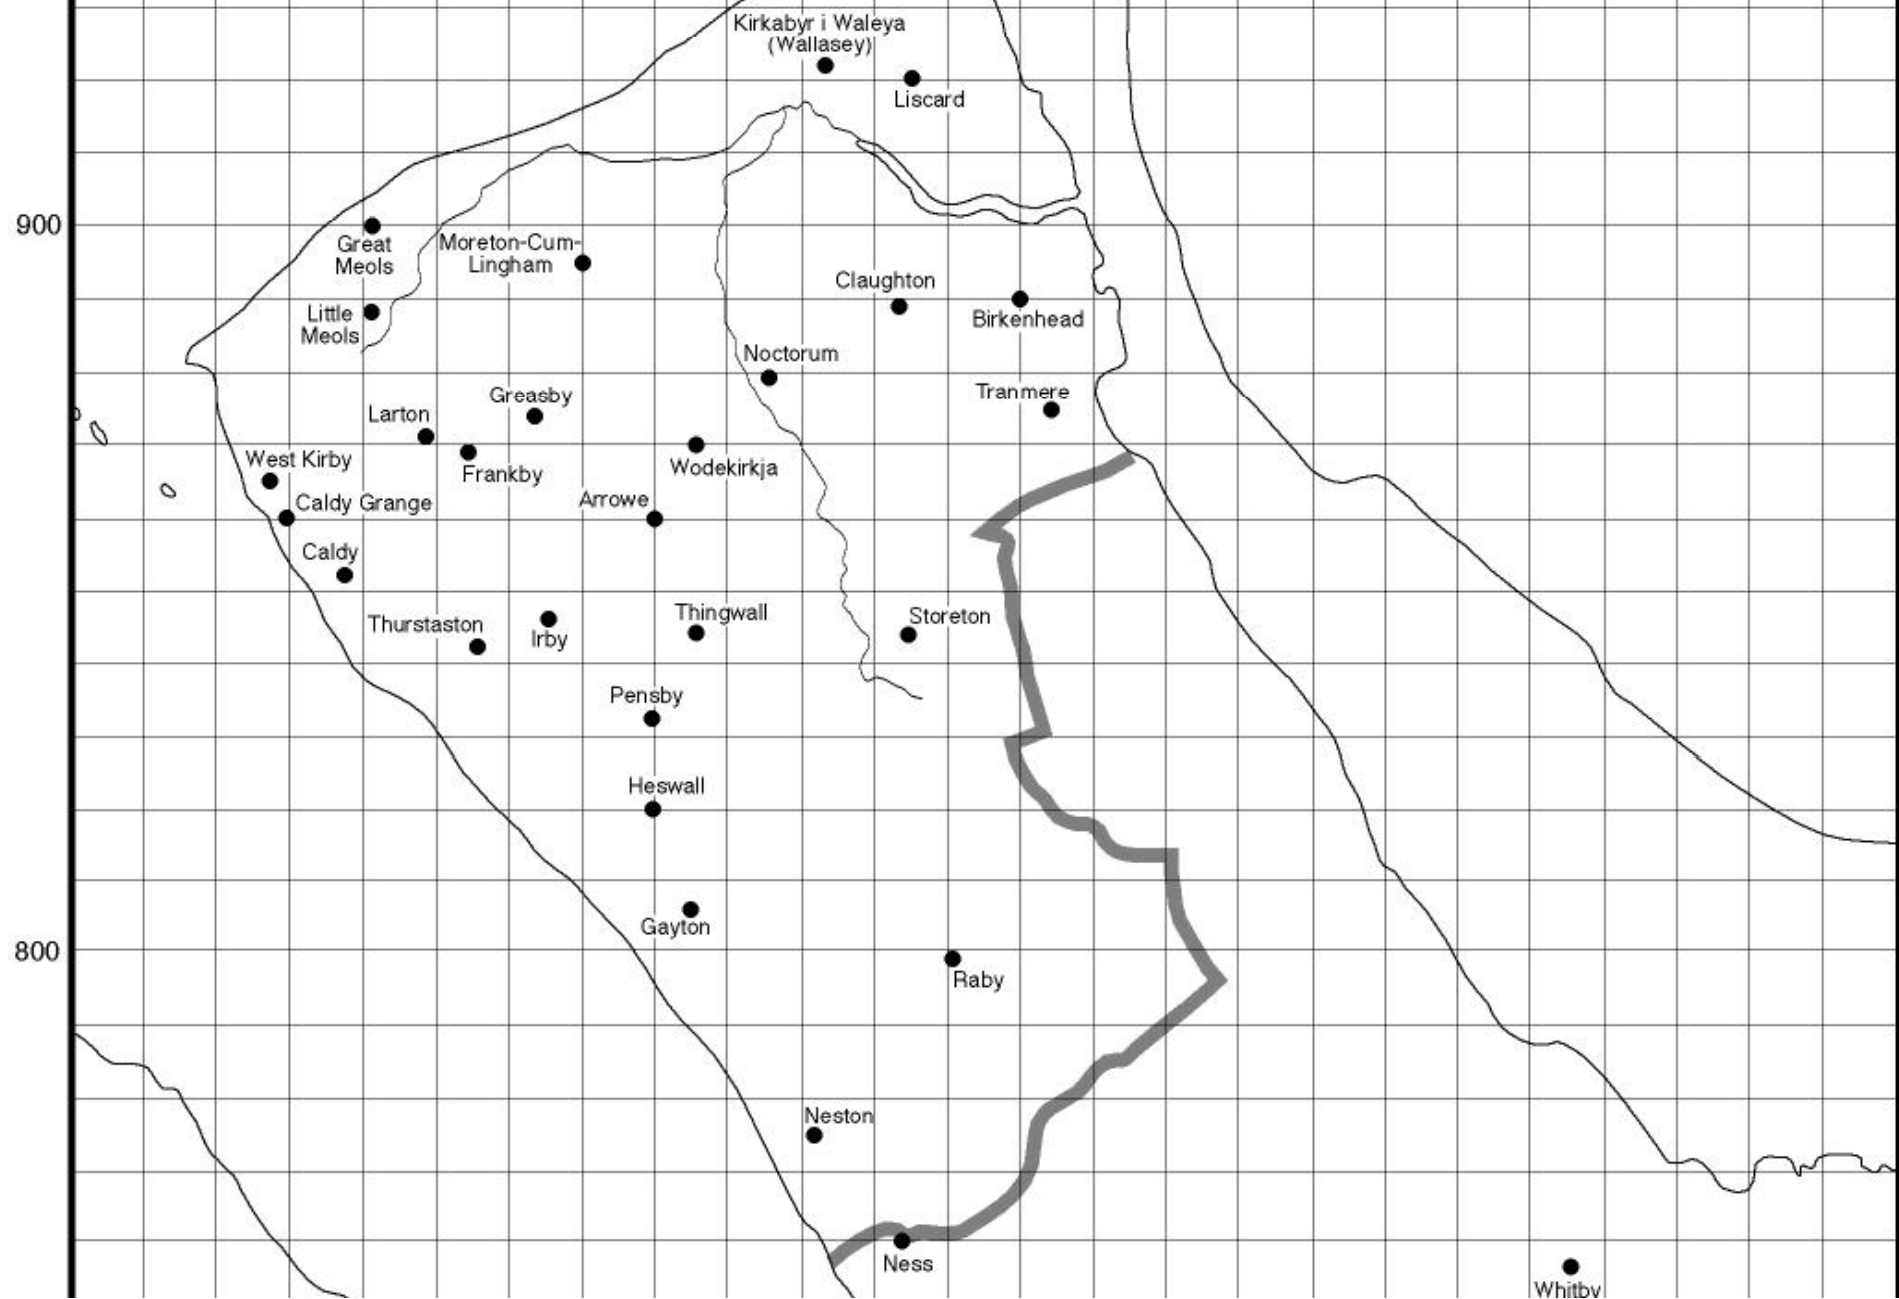 Kirkabyr i Waleya
(Wallasey)
Liscard
900
Great
Meols
Moreton-Cum-
Lingham
Claughton
Little
Meols
Birkenhead
Noctorum
Greasby
Tranmere
Larton
West Kirby
Frankby
Wodekirkja
Caldy Grange
Arrowe
Caldy
Thurstaston
Irby
Thingwall
Storeton
Pensby
Heswall
Gayton
800
Raby
Neston
Ness
Whitby